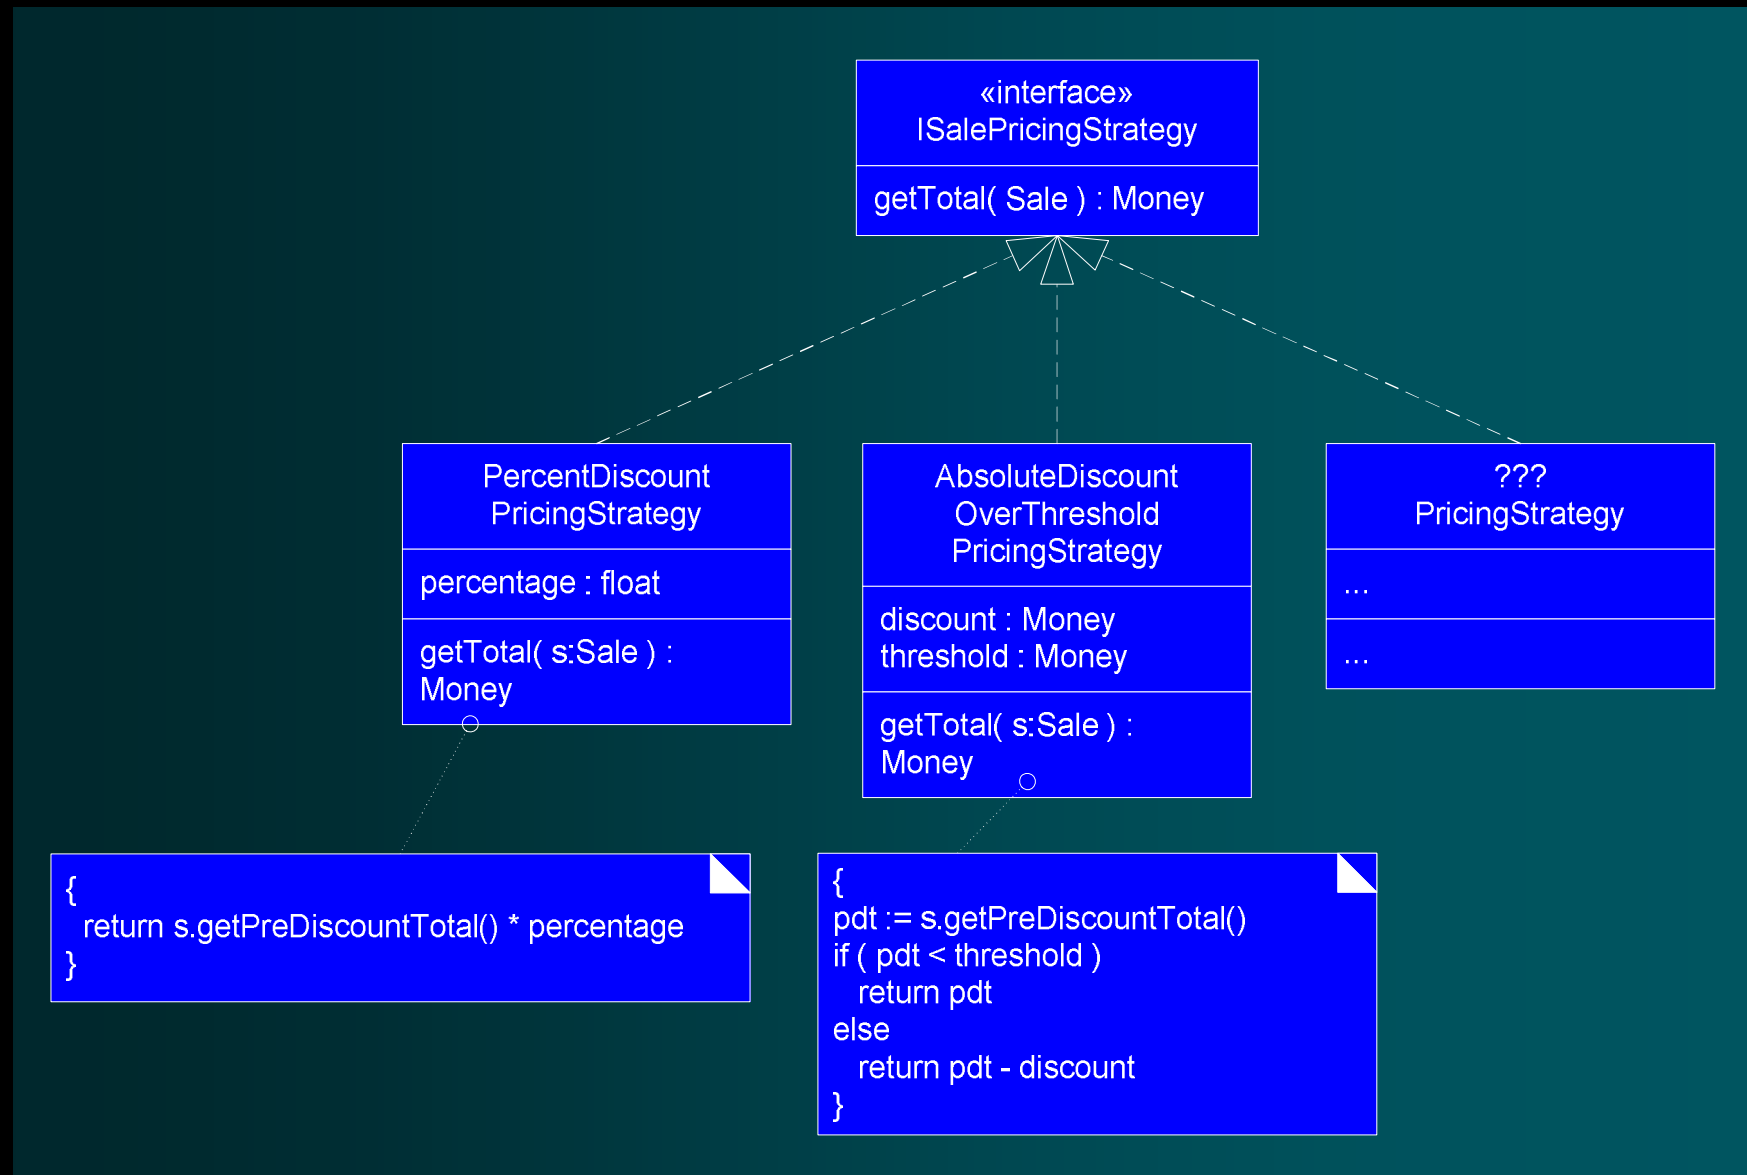 «interface»
ISalePricingStrategy
getTotal( Sale ) : Money
PercentDiscount
PricingStrategy
percentage : float
getTotal( s:Sale ) :
Money
AbsoluteDiscount
OverThreshold
PricingStrategy
discount : Money
threshold : Money
getTotal( s:Sale ) :
Money
???
PricingStrategy
...
...
{
return s.getPreDiscountTotal() * percentage
}
{
pdt := s.getPreDiscountTotal()
if ( pdt < threshold )
return pdt
else
return pdt - discount
}